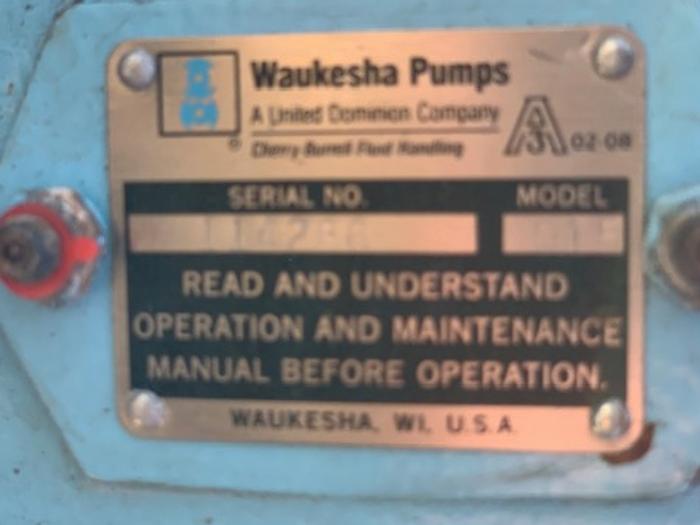 Waukesha Pumps
A United Dominion Company
Cherry-Burrell Fluid Handling
3A 02-08
SERIAL NO. MODEL
READ AND UNDERSTAND
OPERATION AND MAINTENANCE
MANUAL BEFORE OPERATION.
WAUKESHA, WI. U.S.A